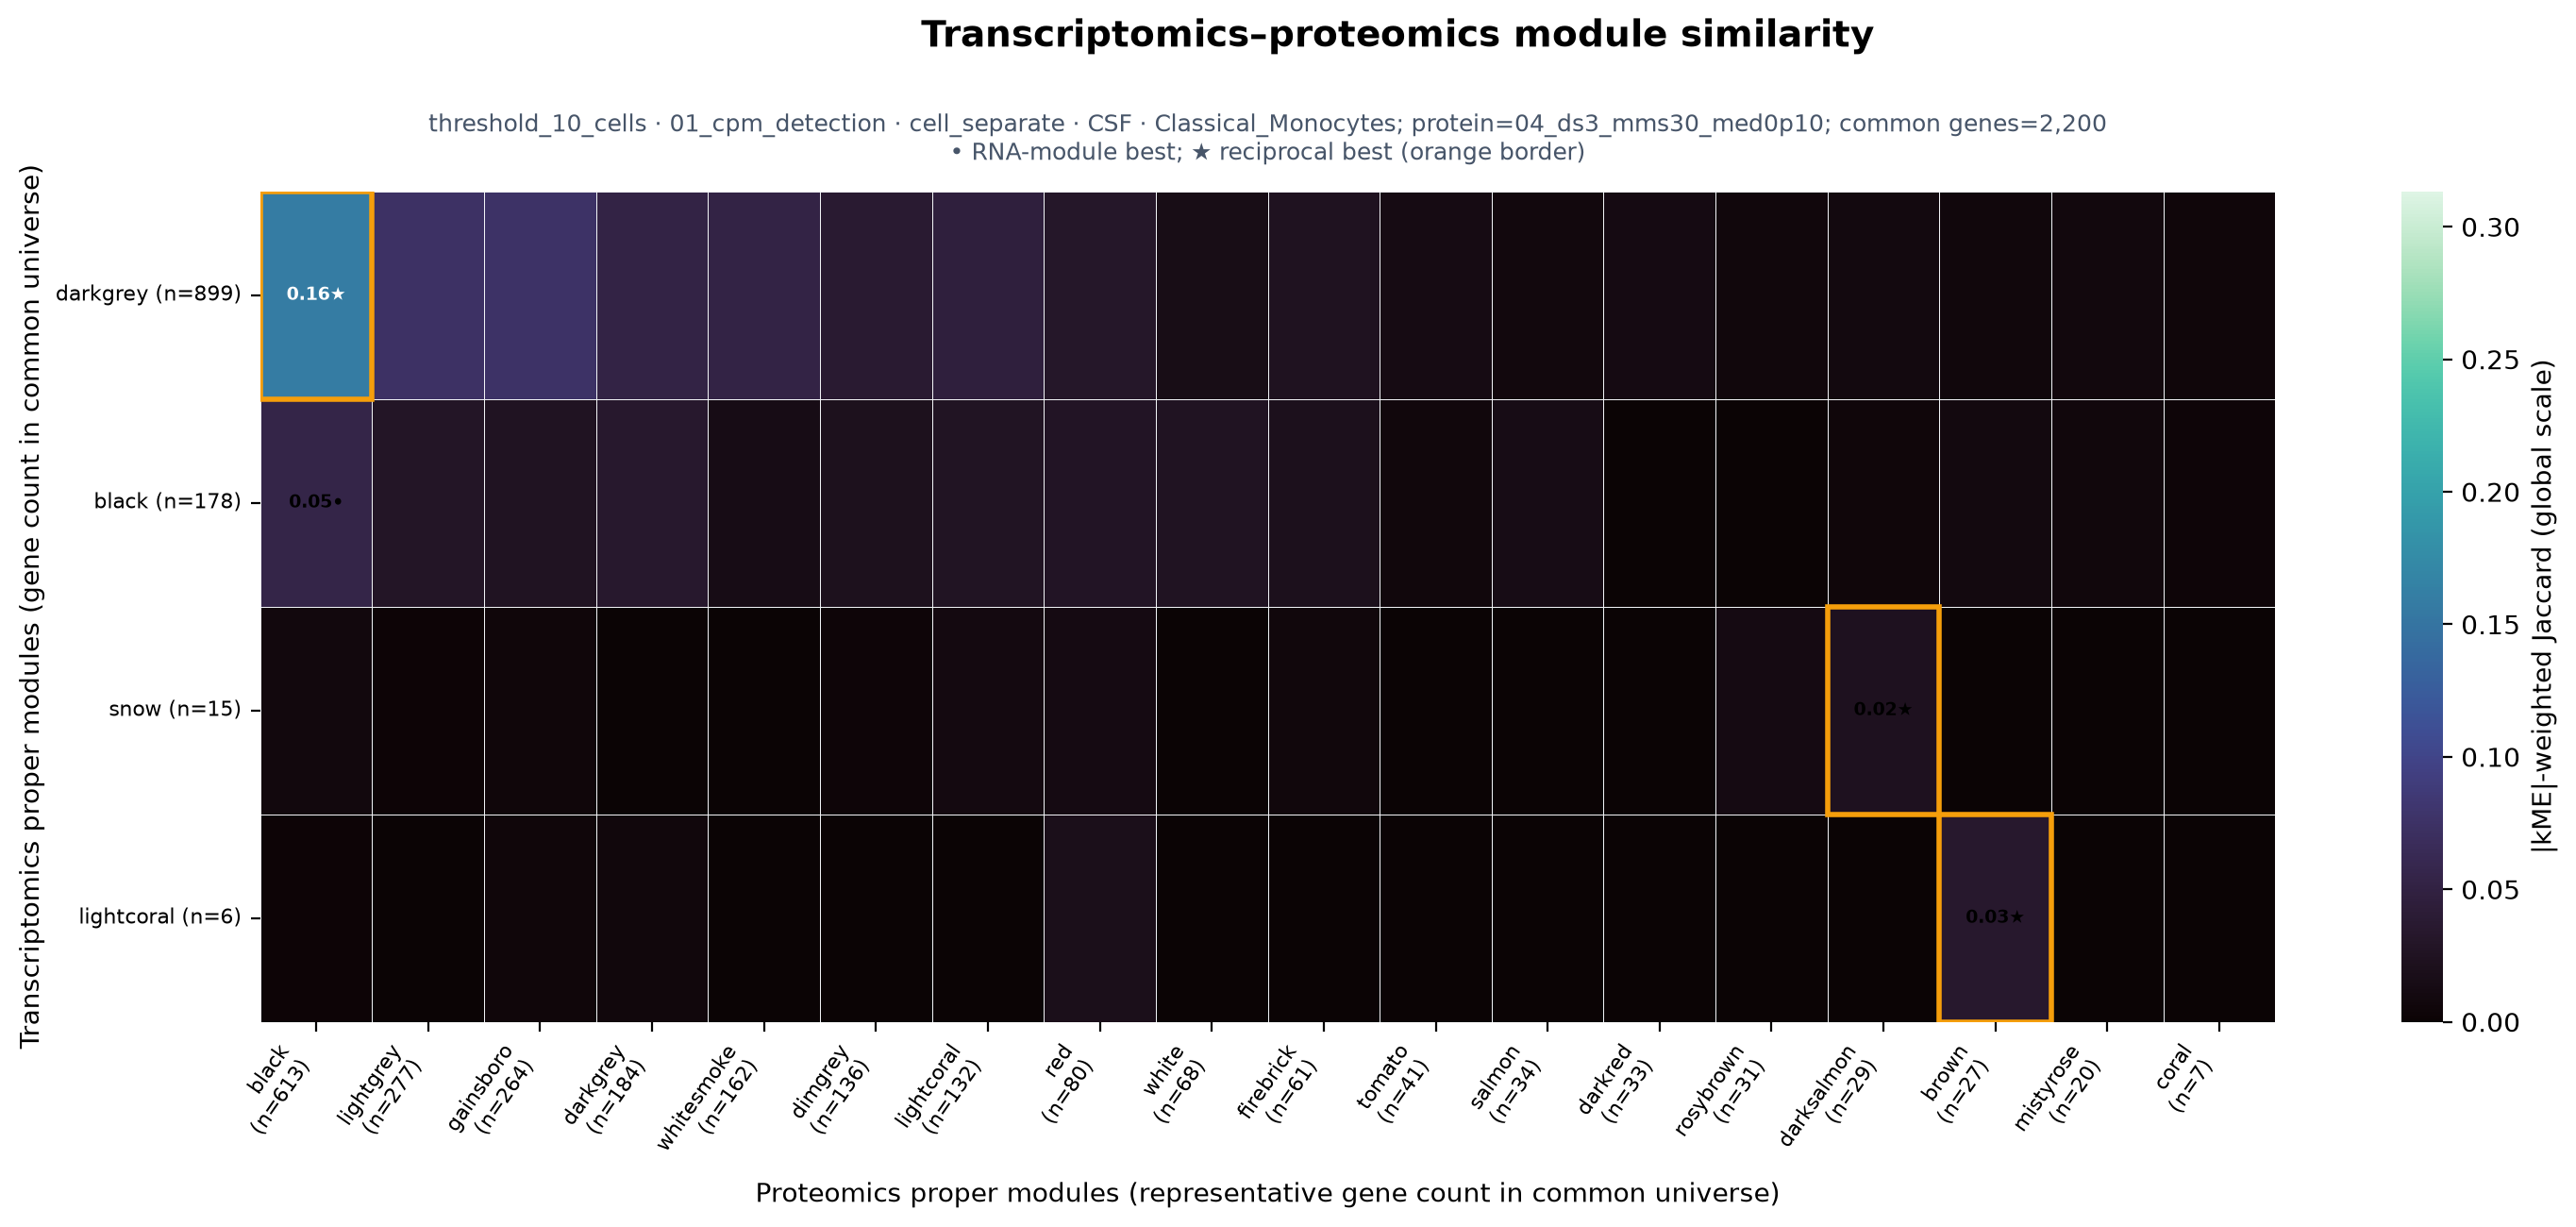 Transcriptomics–proteomics module similarity
threshold_10_cells · 01_cpm_detection · cell_separate · CSF · Classical_Monocytes; protein=04_ds3_mms30_med0p10; common genes=2,200
• RNA-module best; ★ reciprocal best (orange border)
Transcriptomics proper modules (gene count in common universe)
darkgrey (n=899)
black (n=178)
snow (n=15)
lightcoral (n=6)
0.16★
0.05•
0.02★
0.03★
black
(n=613)
lightgrey
(n=277)
gainsboro
(n=264)
darkgrey
(n=184)
whitesmoke
(n=162)
dimgrey
(n=136)
lightcoral
(n=132)
red
(n=80)
white
(n=68)
firebrick
(n=61)
tomato
(n=41)
salmon
(n=34)
darkred
(n=33)
rosybrown
(n=31)
darksalmon
(n=29)
brown
(n=27)
mistyrose
(n=20)
coral
(n=7)
Proteomics proper modules (representative gene count in common universe)
0.30
0.25
0.20
0.15
0.10
0.05
0.00
|kME|-weighted Jaccard (global scale)